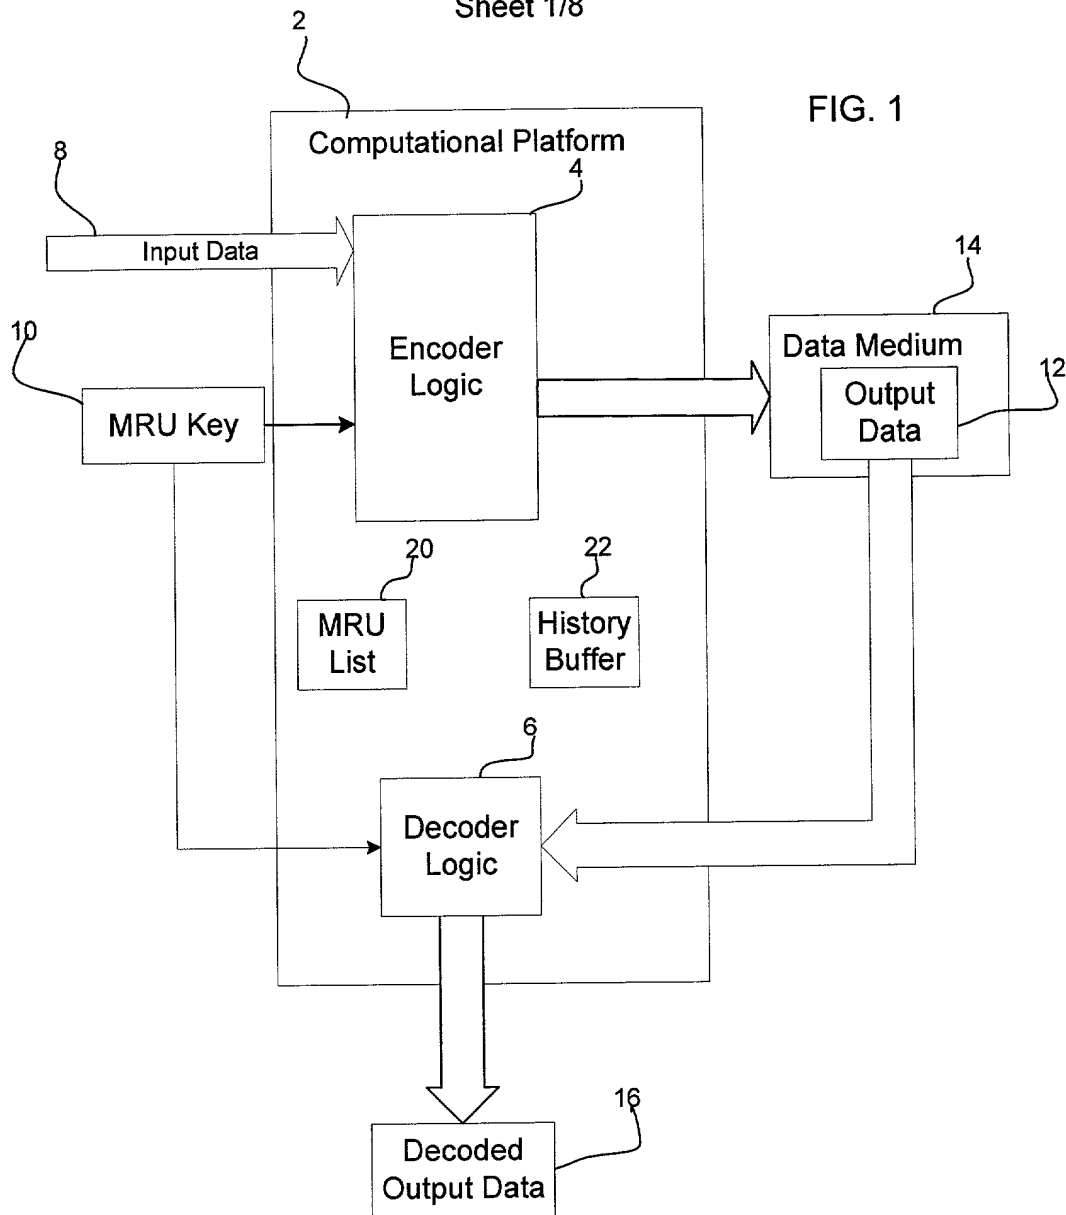 Sheet 1/8
2
FIG. 1
Computational Platform
8
4
Input Data
14
10
Encoder
Logic
Data Medium
12
Output
Data
MRU Key
20
22
MRU
List
History
Buffer
6
Decoder
Logic
16
Decoded
Output Data